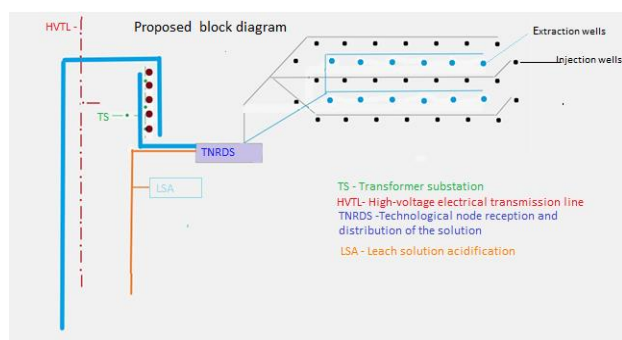 HVTL -
Proposed block diagram
Extraction wells
Injection wells
TS -
TNRDS
LSA
TS - Transformer substation
HVTL- High-voltage electrical transmission line
TNRDS -Technological node reception and
distribution of the solution
LSA - Leach solution acidification